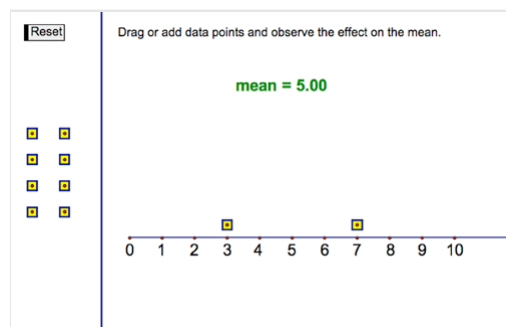 Reset
Drag or add data points and observe the effect on the mean.
mean = 5.00
0 1 2 3 4 5 6 7 8 9 10